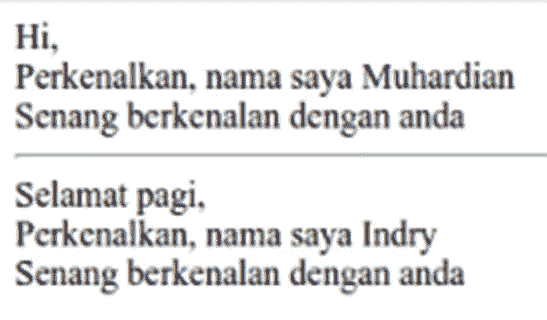 Hi,
Perkenalkan, nama saya Muhardian
Senang berkenalan dengan anda
Selamat pagi,
Perkenalkan, nama saya Indry
Senang berkenalan dengan anda